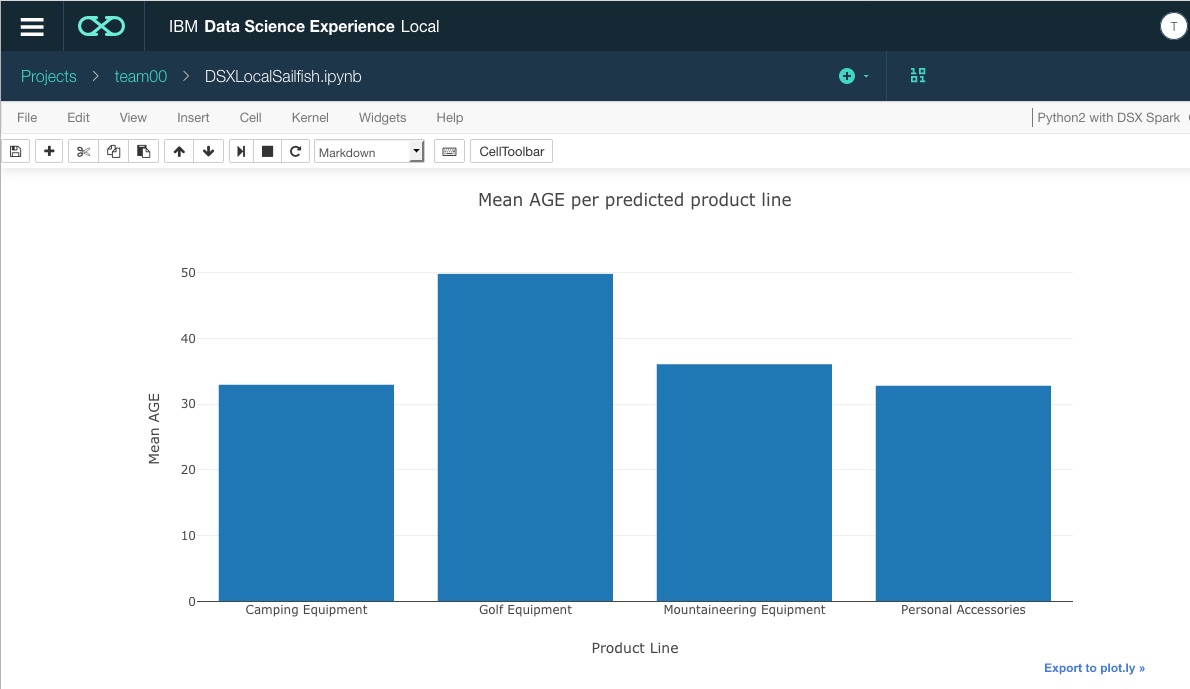 IBM Data Science Experience Local
T
Projects > team00 > DSXLocalSailfish.ipynb
File Edit View Insert Cell Kernel Widgets Help
Python2 with DSX Spark
Markdown
CellToolbar
Mean AGE per predicted product line
50
40
30
20
10
0
Mean AGE
Camping Equipment Golf Equipment Mountaineering Equipment Personal Accessories
Product Line
Export to plot.ly »